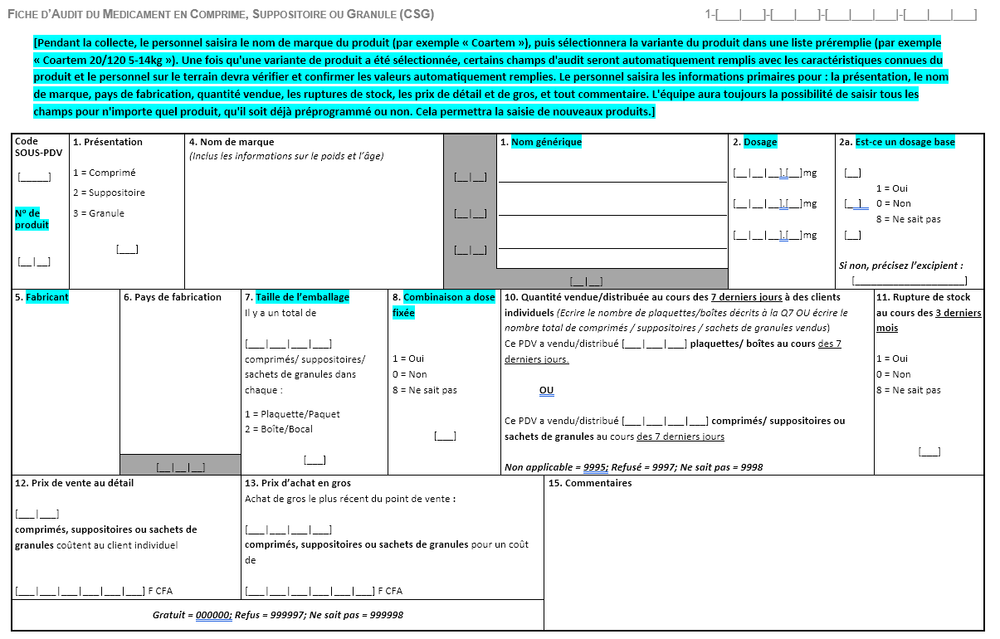 FICHE D'AUDIT DU MEDICAMENT EN COMPRIME, SUPPOSITOIRE OU GRANULE (CSG)
1-[___|___]-[___|___]-[___|___|___|-[___|___|___]
[Pendant la collecte, le personnel saisira le nom de marque du produit (par exemple « Coartem »), puis sélectionnera la variante du produit dans une liste préremplie (par exemple
« Coartem 20/120 5-14kg »). Une fois qu'une variante de produit a été sélectionnée, certains champs d'audit seront automatiquement remplis avec les caractéristiques connues du
produit et le personnel sur le terrain devra vérifier et confirmer les valeurs automatiquement remplies. Le personnel saisira les informations primaires pour : la présentation, le nom
de marque, pays de fabrication, quantité vendue, les ruptures de stock, les prix de détail et de gros, et tout commentaire. L'équipe aura toujours la possibilité de saisir tous les
champs pour n'importe quel produit, qu'il soit déjà préprogrammé ou non. Cela permettra la saisie de nouveaux produits.]
Code
SOUS-PDV
[_____]
Nº de
produit
[__|__]
1. Présentation
1 = Comprimé
2 = Suppositoire
3 = Granule
[___]
4. Nom de marque
(Inclus les informations sur le poids et l'âge)
[__|__]
[__|__]
[__|__]
1. Nom générique
[__|__]
2. Dosage
[__|__|__].[__]mg
[__|__|__].[__]mg
[__|__|__].[__]mg
2a. Est-ce un dosage base
[__]
1 = Oui
[__]
0 = Non
8 = Ne sait pas
[__]
Si non, précisez l'excipient :
[____________________]
5. Fabricant
6. Pays de fabrication
[__|__|__]
7. Taille de l'emballage
Il y a un total de
[___|___|___|___]
comprimés/ suppositoires/
sachets de granules dans
chaque :
1 = Plaquette/Paquet
2 = Boîte/Bocal
[___]
8. Combinaison a dose
fixée
1 = Oui
0 = Non
8 = Ne sait pas
[___]
10. Quantité vendue/distribuée au cours des 7 derniers jours à des clients
individuels (Ecrire le nombre de plaquettes/boîtes décrits à la Q7 OU écrire le
nombre total de comprimés / suppositoires / sachets de granules vendus)
Ce PDV a vendu/distribué [___|___|___] plaquettes/ boîtes au cours des 7
derniers jours.
OU
Ce PDV a vendu/distribué [___|___|___|___] comprimés/ suppositoires ou
sachets de granules au cours des 7 derniers jours
Non applicable = 9995; Refusé = 9997; Ne sait pas = 9998
11. Rupture de stock
au cours des 3 derniers
mois
1 = Oui
0 = Non
8 = Ne sait pas
[___]
12. Prix de vente au détail
[___|___]
comprimés, suppositoires ou sachets de
granules coûtent au client individuel
[___|___|___|___|___|___] F CFA
13. Prix d'achat en gros
Achat de gros le plus récent du point de vente :
[___|___|___|___]
comprimés, suppositoires ou sachets de granules pour un coût
de
[___|___|___|___|___|___] F CFA
Gratuit = 000000; Refus = 999997; Ne sait pas = 999998
15. Commentaires